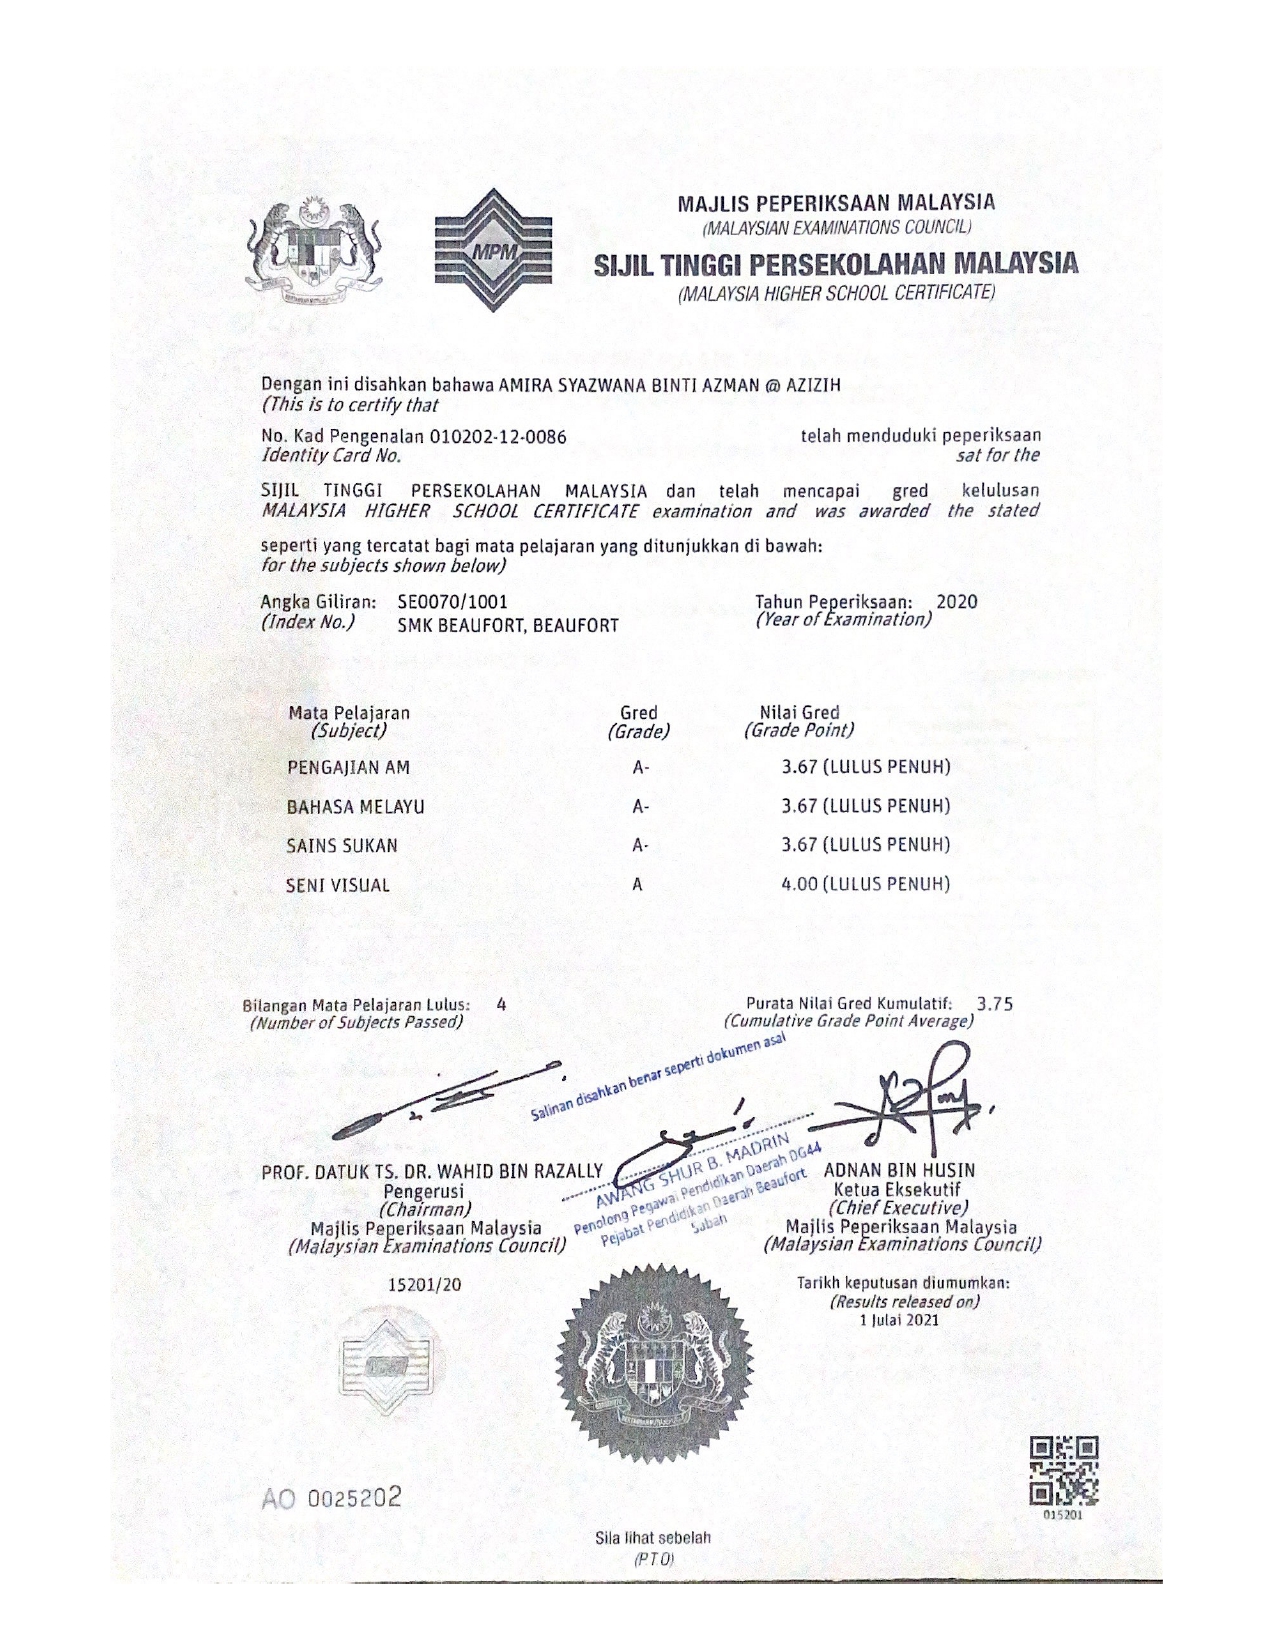 MPM
MAJLIS PEPERIKSAAN MALAYSIA
(MALAYSIAN EXAMINATIONS COUNCIL)
SIJIL TINGGI PERSEKOLAHAN MALAYSIA
(MALAYSIA HIGHER SCHOOL CERTIFICATE)
Dengan ini disahkan bahawa AMIRA SYAZWANA BINTI AZMAN @ AZIZIH
(This is to certify that
No. Kad Pengenalan 010202-12-0086 telah menduduki peperiksaan
Identity Card No. sat for the
SIJIL TINGGI PERSEKOLAHAN MALAYSIA dan telah mencapai gred kelulusan
MALAYSIA HIGHER SCHOOL CERTIFICATE examination and was awarded the stated
seperti yang tercatat bagi mata pelajaran yang ditunjukkan di bawah:
for the subjects shown below)
Angka Giliran: SE0070/1001 Tahun Peperiksaan: 2020
(Index No.) SMK BEAUFORT, BEAUFORT (Year of Examination)
Mata Pelajaran Gred Nilai Gred
(Subject) (Grade) (Grade Point)
PENGAJIAN AM A- 3.67 (LULUS PENUH)
BAHASA MELAYU A- 3.67 (LULUS PENUH)
SAINS SUKAN A- 3.67 (LULUS PENUH)
SENI VISUAL A 4.00 (LULUS PENUH)
Bilangan Mata Pelajaran Lulus: 4 Purata Nilai Gred Kumulatif: 3.75
(Number of Subjects Passed) (Cumulative Grade Point Average)
Salinan disahkan benar seperti dokumen asal
AWANG SHUR B. MADRIN
Penolong Pegawai Pendidikan Daerah DG44
Pejabat Pendidikan Daerah Beaufort
Sabah
PROF. DATUK TS. DR. WAHID BIN RAZALLY ADNAN BIN HUSIN
Pengerusi Ketua Eksekutif
(Chairman) (Chief Executive)
Majlis Peperiksaan Malaysia Majlis Peperiksaan Malaysia
(Malaysian Examinations Council) (Malaysian Examinations Council)
15201/20 Tarikh keputusan diumumkan:
(Results released on)
1 Julai 2021
AO 0025202
015201
Sila lihat sebelah
(PTO)